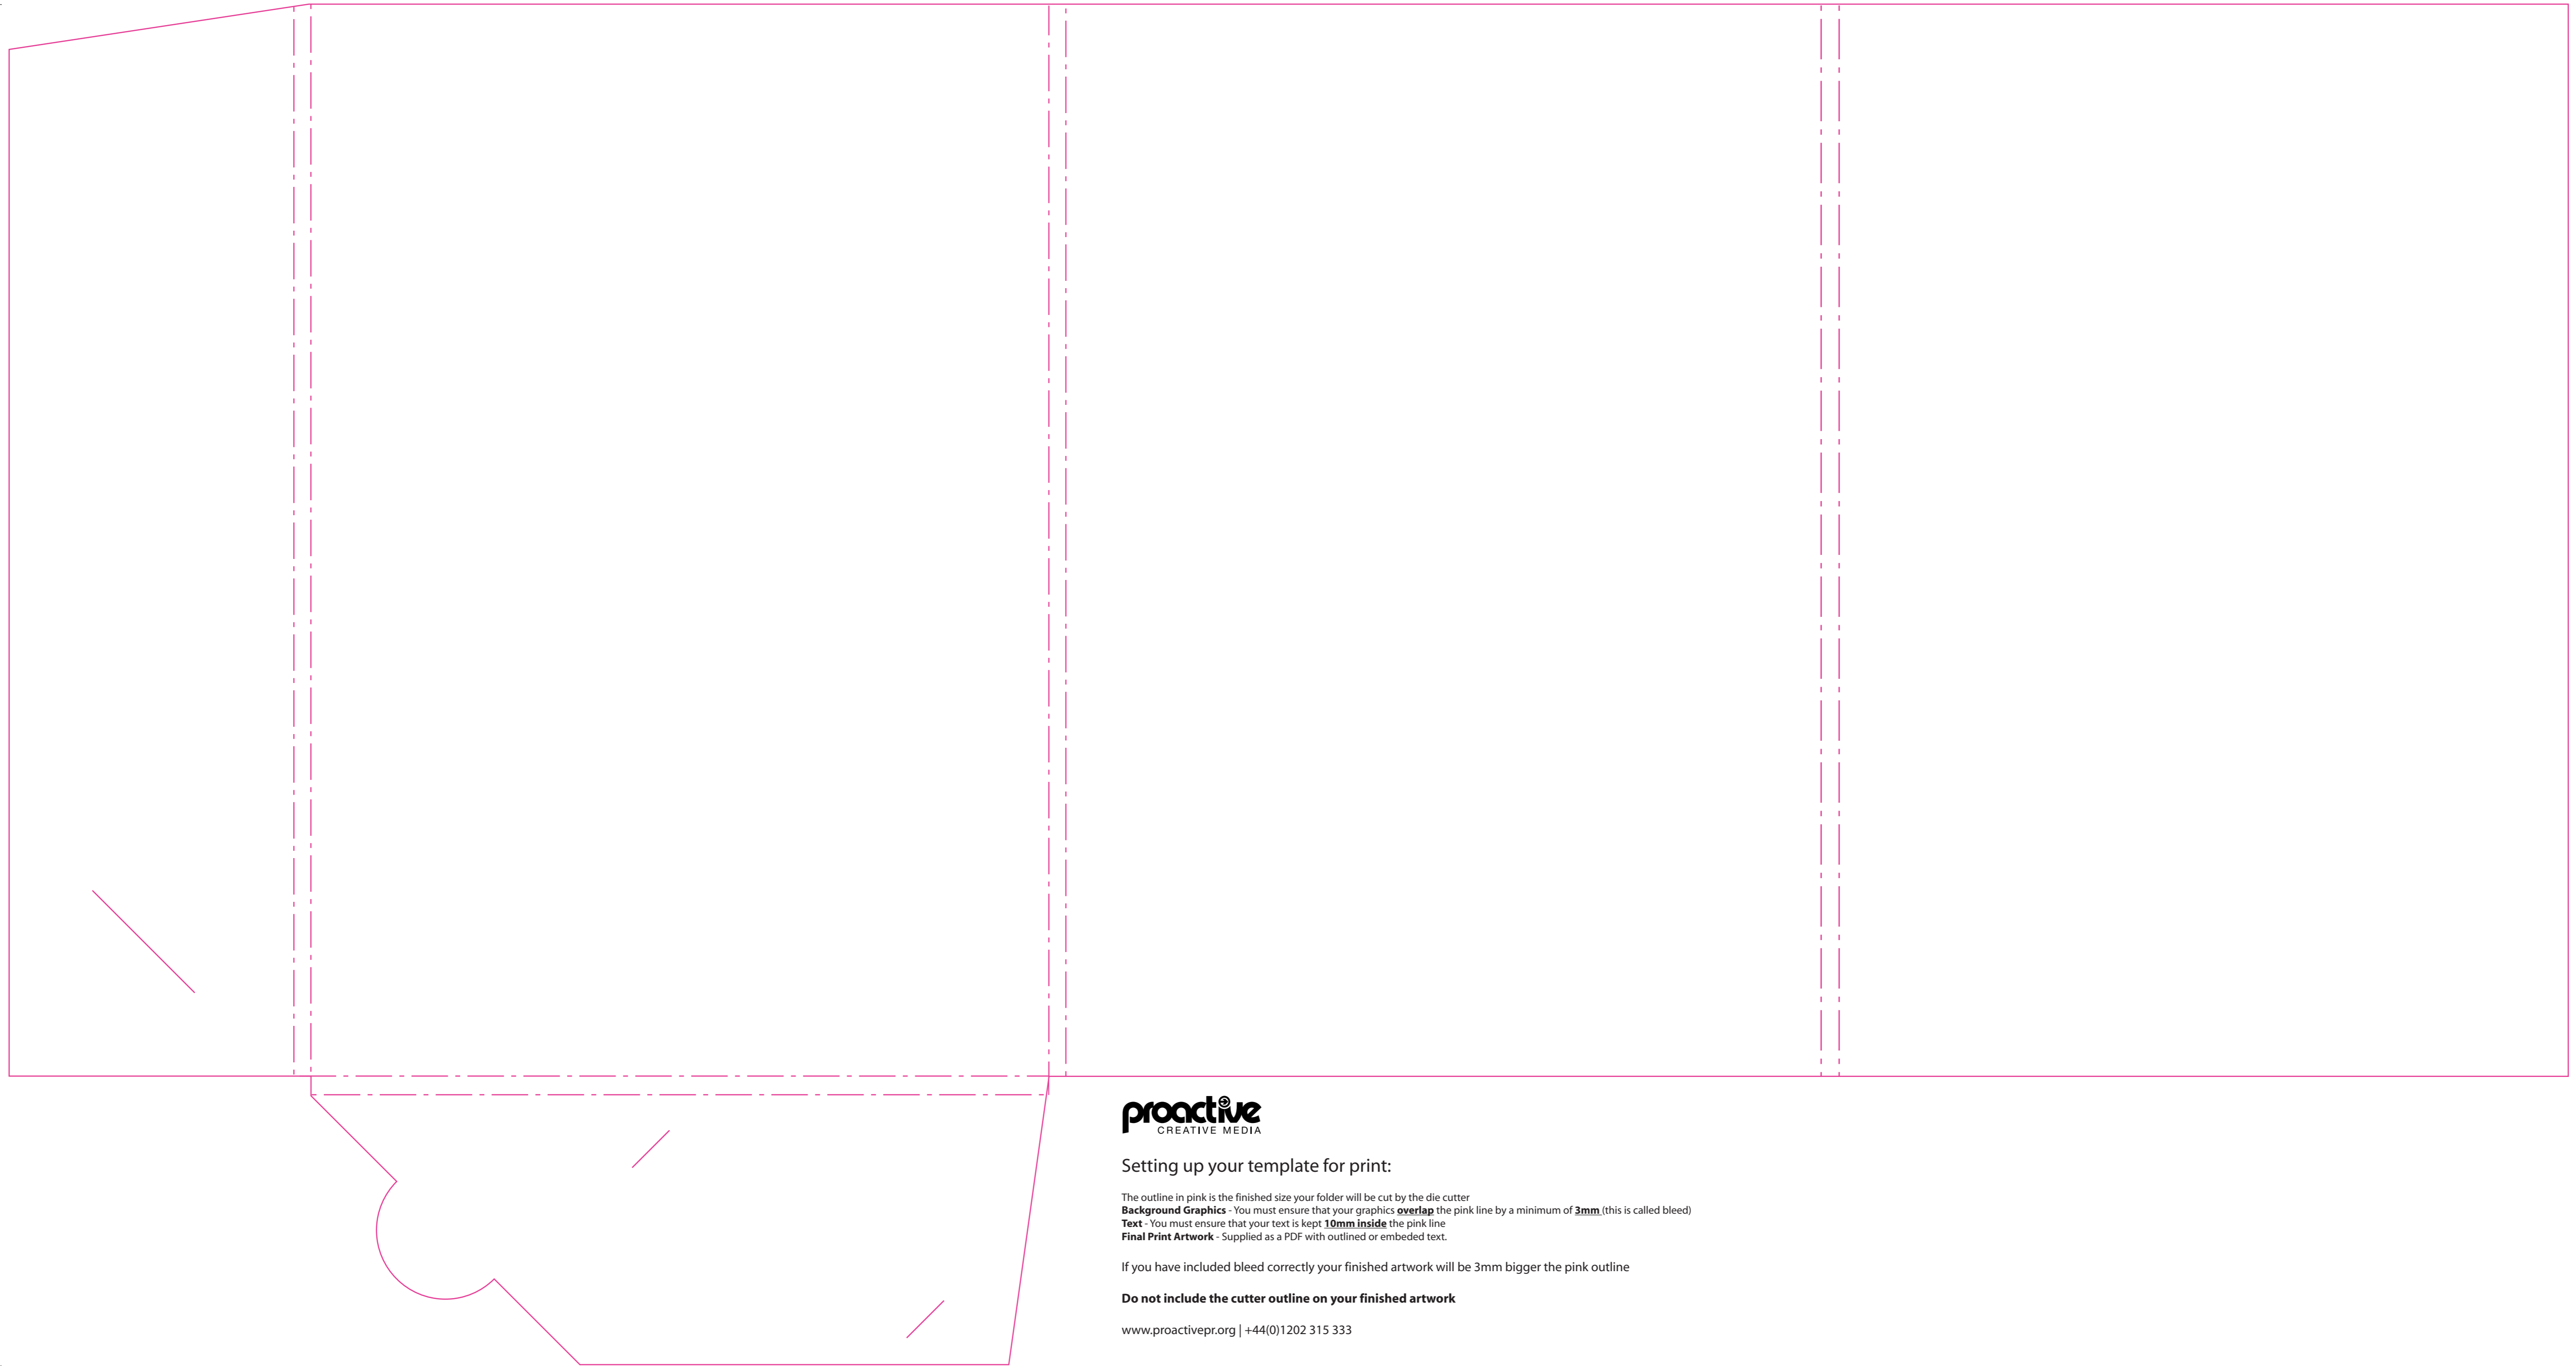 proactive
CREATIVE MEDIA
Setting up your template for print:
The outline in pink is the finished size your folder will be cut by the die cutter
Background Graphics - You must ensure that your graphics overlap the pink line by a minimum of 3mm (this is called bleed)
Text - You must ensure that your text is kept 10mm inside the pink line
Final Print Artwork - Supplied as a PDF with outlined or embeded text.
If you have included bleed correctly your finished artwork will be 3mm bigger the pink outline
Do not include the cutter outline on your finished artwork
www.proactivepr.org | +44(0)1202 315 333